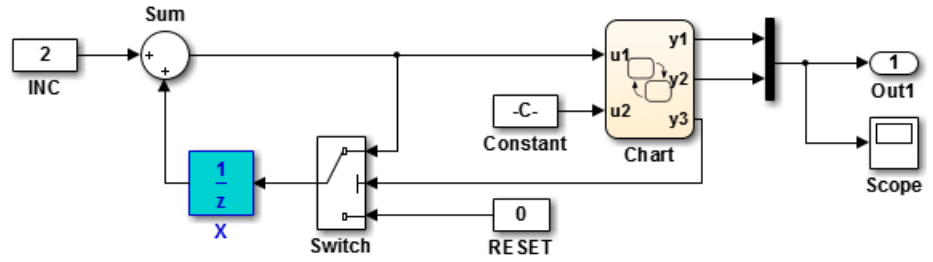 Sum
2
INC
+
+
u1
u2
y1
y2
y3
Chart
-C-
Constant
1
Out1
Scope
1
z
X
Switch
0
RESET